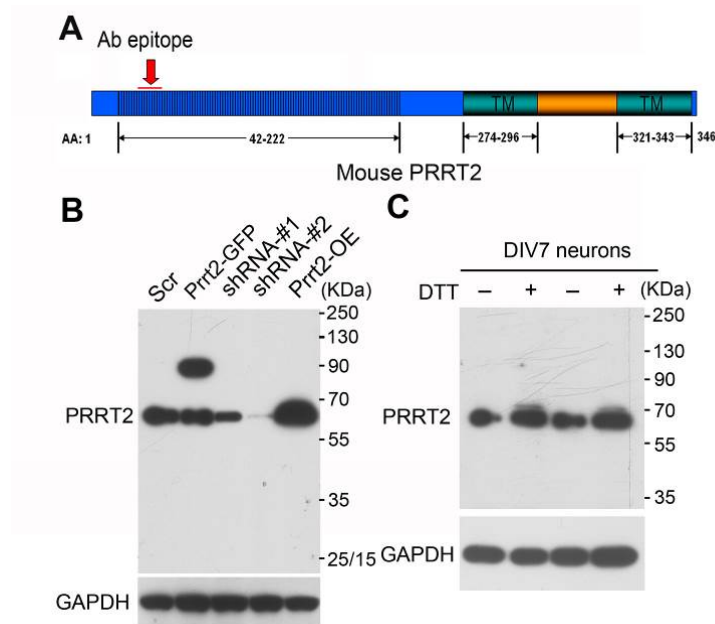 A
Ab epitope
TM
TM
AA: 1
42-222
274-296
321-343
346
Mouse PRRT2
B
Scr
Prrt2-GFP
shRNA-#1
shRNA-#2
Prrt2-OE
(KDa)
250
130
90
70
55
35
25/15
PRRT2
GAPDH
C
DIV7 neurons
DTT - + - + (KDa)
250
130
90
70
55
35
PRRT2
GAPDH